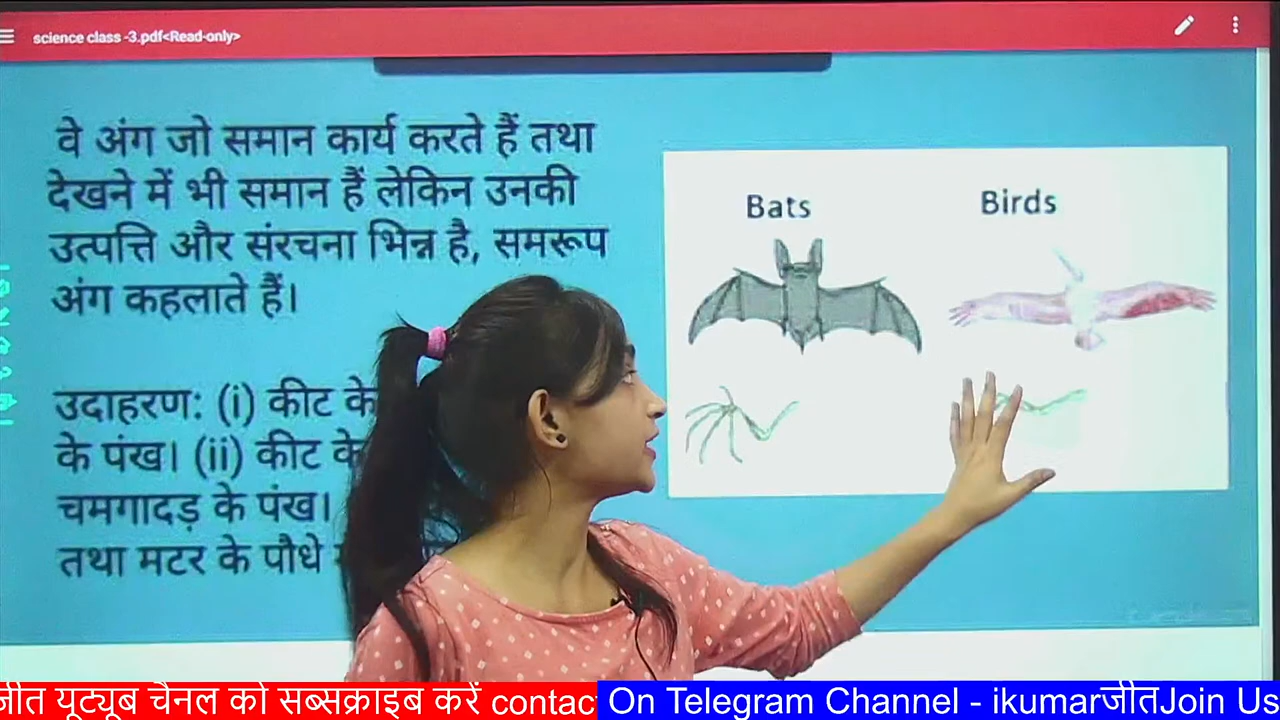 science class -3.pdf<Read-only>
वे अंग जो समान कार्य करते हैं तथा
देखने में भी समान हैं लेकिन उनकी
उत्पत्ति और संरचना भिन्न है, समरूप
अंग कहलाते हैं।
उदाहरण: (i) कीट के
के पंख। (ii) कीट के
चमगादड़ के पंख।
तथा मटर के पौधे
Bats
Birds
जीत यूट्यूब चैनल को सब्सक्राइब करें contac
On Telegram Channel - ikumarजीतJoin Us